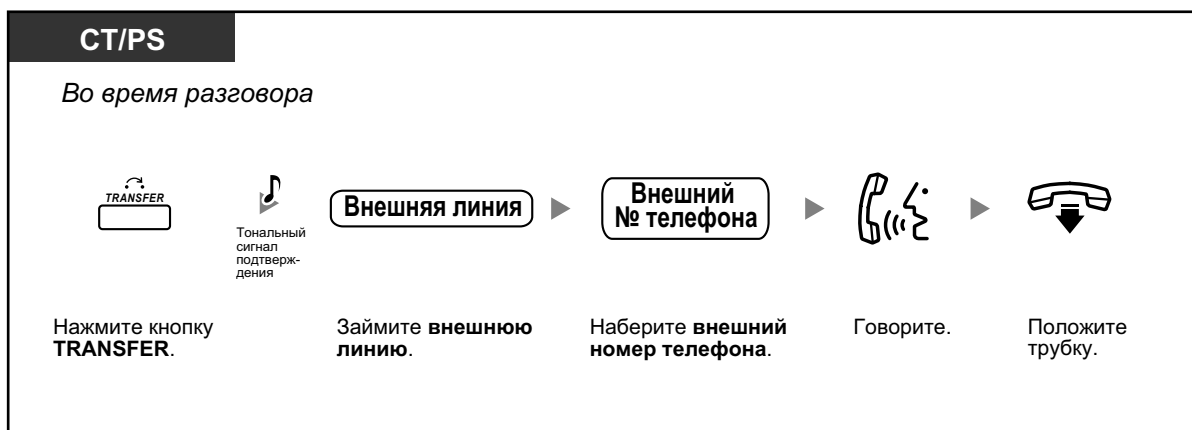 CT/PS
Во время разговора
TRANSFER
Тональный
сигнал
подтверж-
дения
Внешняя линия
Внешний
№ телефона
Нажмите кнопку
TRANSFER.
Займите внешнюю
линию.
Наберите внешний
номер телефона.
Говорите.
Положите
трубку.